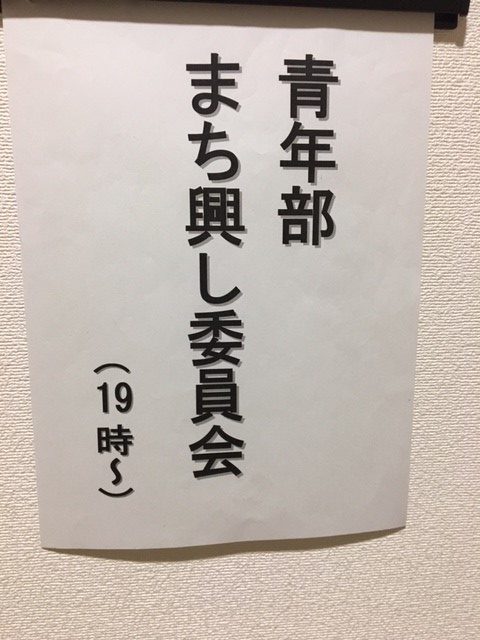 青年部
まち興し委員会
（19時～）